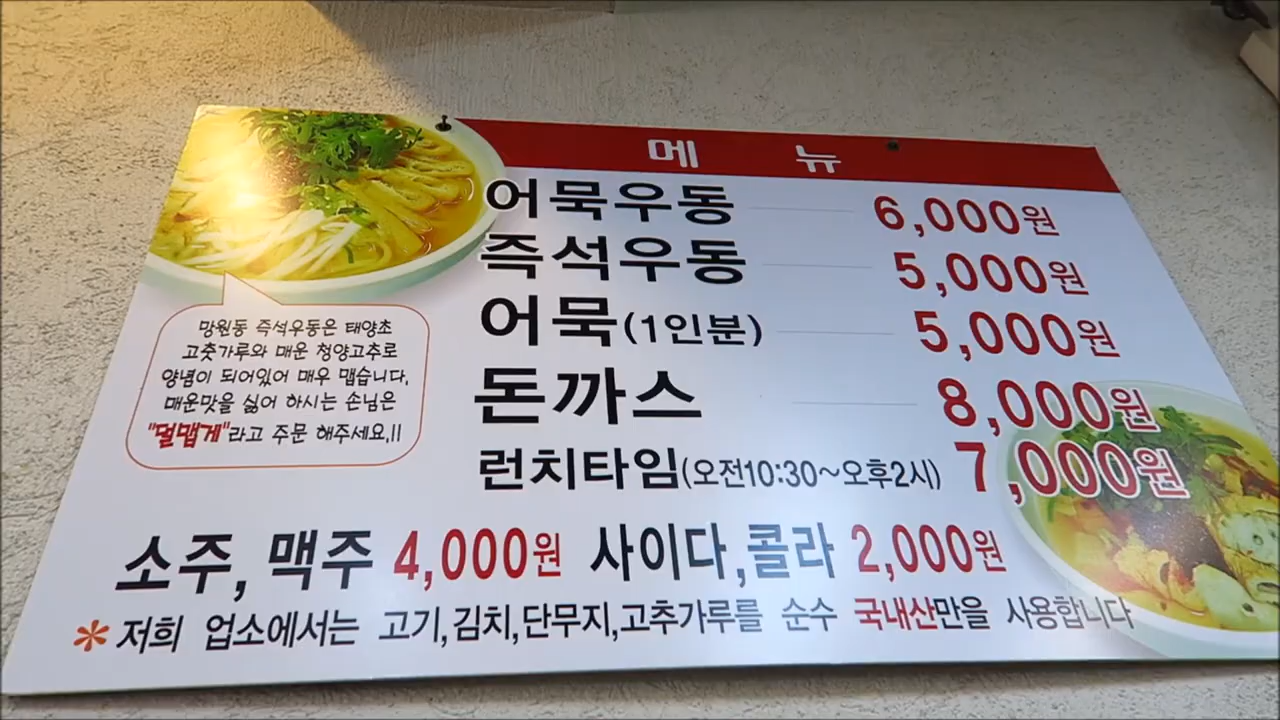 메 뉴
어묵우동 6,000원
즉석우동 5,000원
어묵(1인분) 5,000원
돈까스 8,000원
런치타임(오전10:30~오후2시) 7,000원
망원동 즉석우동은 태양초
고춧가루와 매운 청양고추로
양념이 되어있어 매우 맵습니다.
매운맛을 싫어 하시는 손님은
"덜맵게"라고 주문 해주세요.!!
소주, 맥주 4,000원 사이다,콜라 2,000원
* 저희 업소에서는 고기,김치,단무지,고추가루를 순수 국내산만을 사용합니다